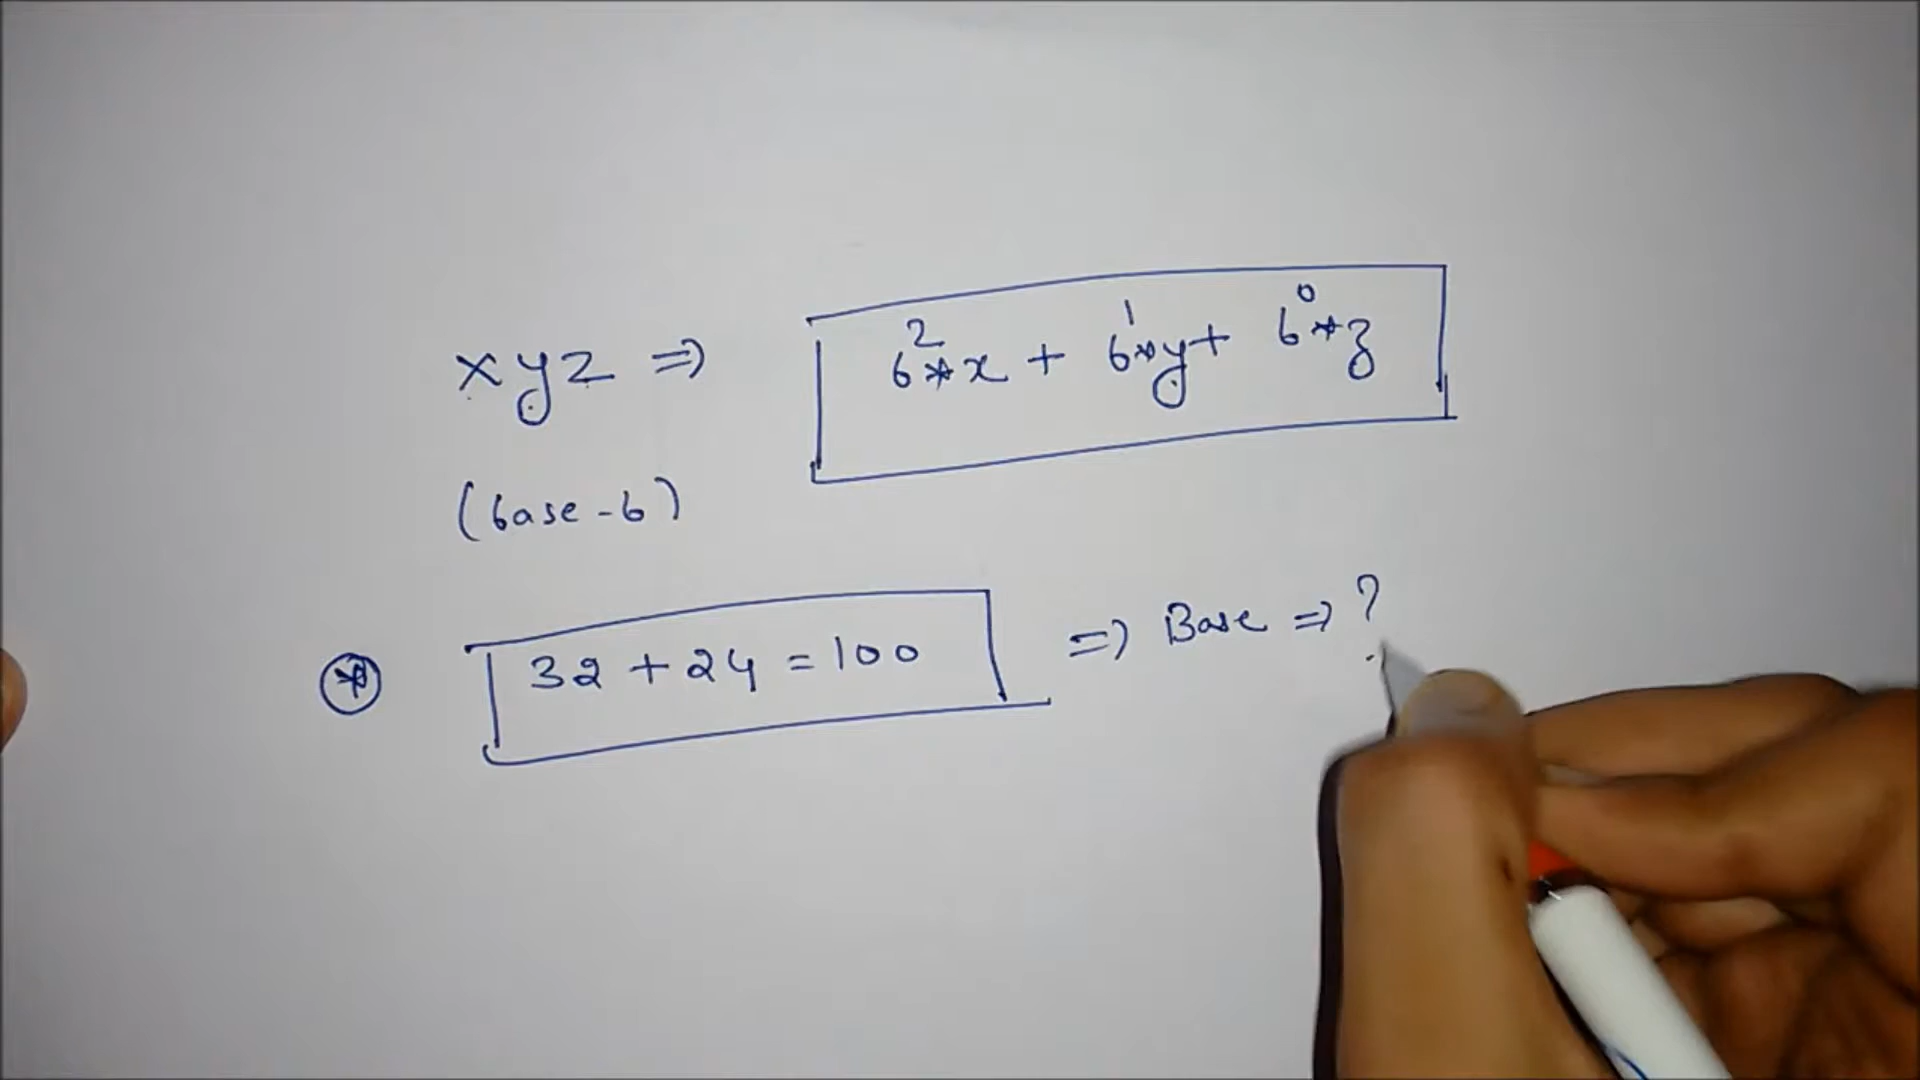 xyz ⇒ 6²*x + 6¹*y + 6⁰*z
(base-6)
* 32 + 24 = 100 ⇒ Base ⇒ ?